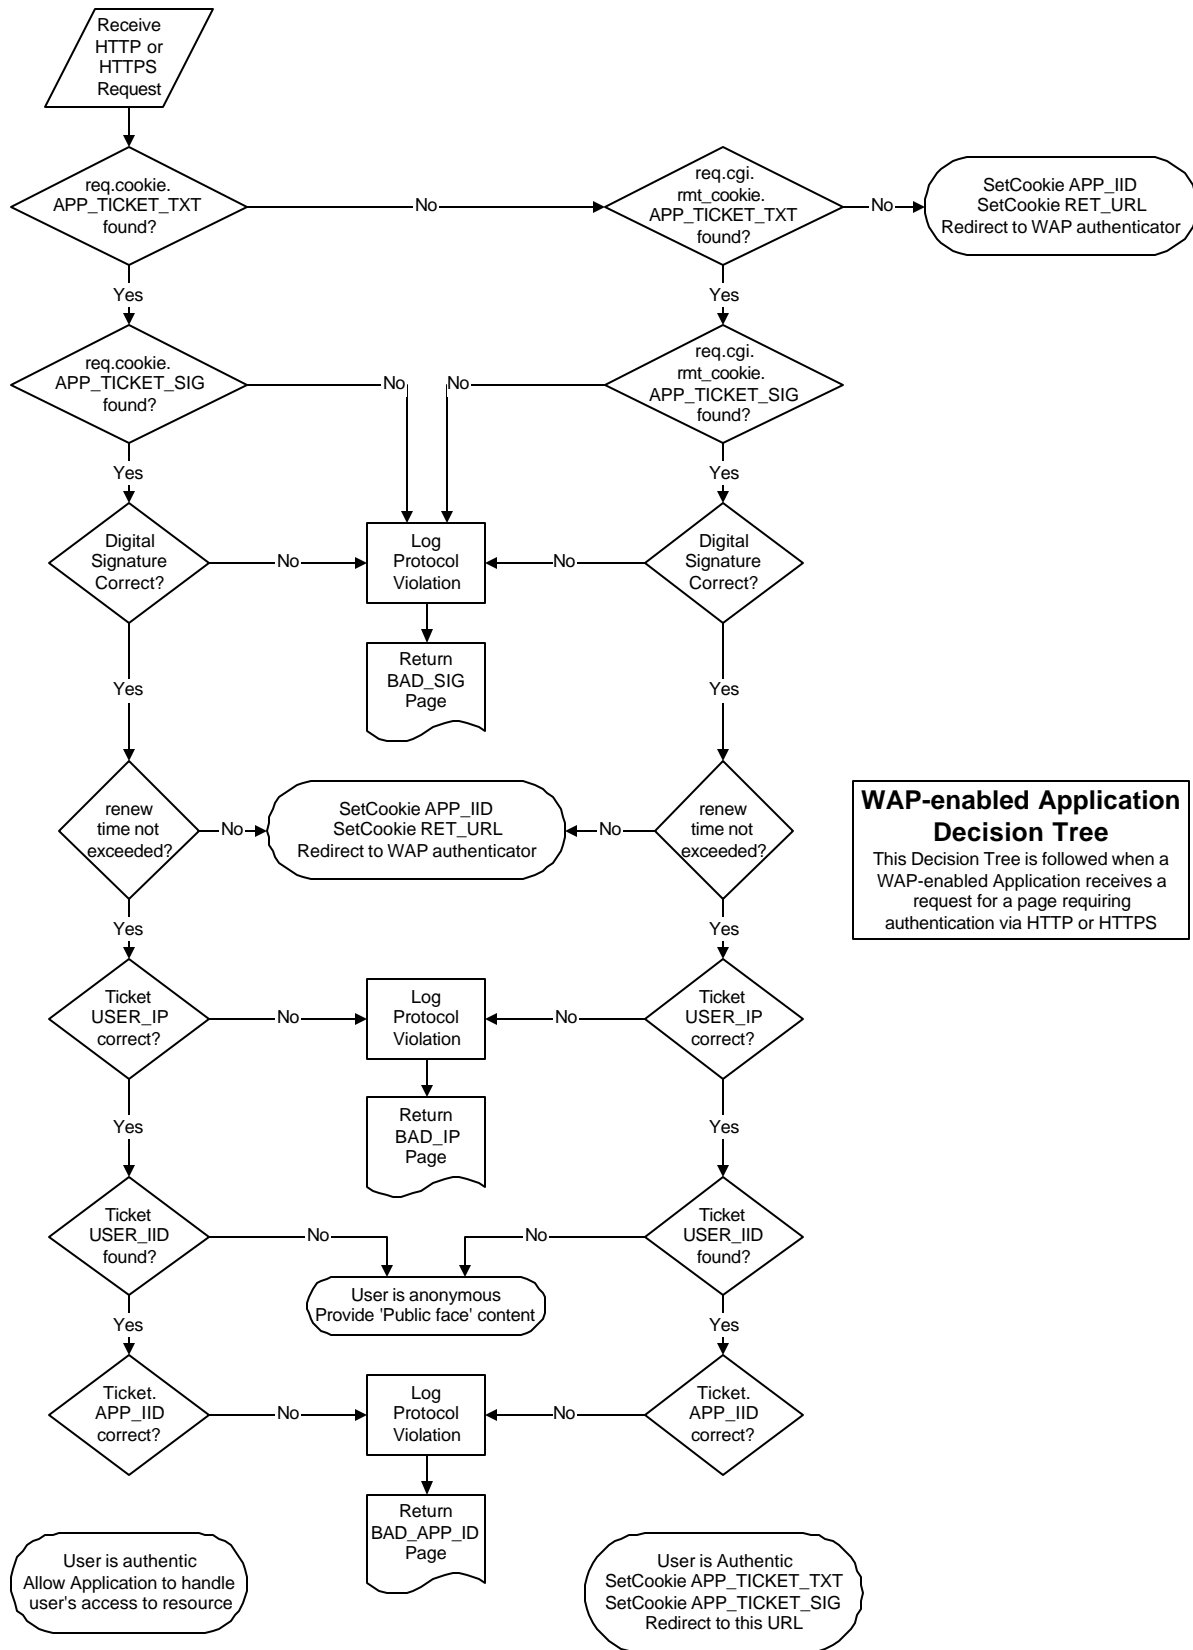 Receive
HTTP or
HTTPS
Request
req.cookie.
APP_TICKET_TXT
found?
No
req.cgi.
rmt_cookie.
APP_TICKET_TXT
found?
No
SetCookie APP_IID
SetCookie RET_URL
Redirect to WAP authenticator
Yes
Yes
req.cookie.
APP_TICKET_SIG
found?
No
No
req.cgi.
rmt_cookie.
APP_TICKET_SIG
found?
Yes
Yes
Digital
Signature
Correct?
No
Log
Protocol
Violation
No
Digital
Signature
Correct?
Return
BAD_SIG
Page
Yes
Yes
renew
time not
exceeded?
No
SetCookie APP_IID
SetCookie RET_URL
Redirect to WAP authenticator
No
renew
time not
exceeded?
WAP-enabled Application
Decision Tree
This Decision Tree is followed when a
WAP-enabled Application receives a
request for a page requiring
authentication via HTTP or HTTPS
Yes
Yes
Ticket
USER_IP
correct?
No
Log
Protocol
Violation
No
Ticket
USER_IP
correct?
Return
BAD_IP
Page
Yes
Yes
Ticket
USER_IID
found?
No
No
Ticket
USER_IID
found?
User is anonymous
Provide 'Public face' content
Yes
Yes
Ticket.
APP_IID
correct?
No
Log
Protocol
Violation
No
Ticket.
APP_IID
correct?
Return
BAD_APP_ID
Page
User is authentic
Allow Application to handle
user's access to resource
User is Authentic
SetCookie APP_TICKET_TXT
SetCookie APP_TICKET_SIG
Redirect to this URL